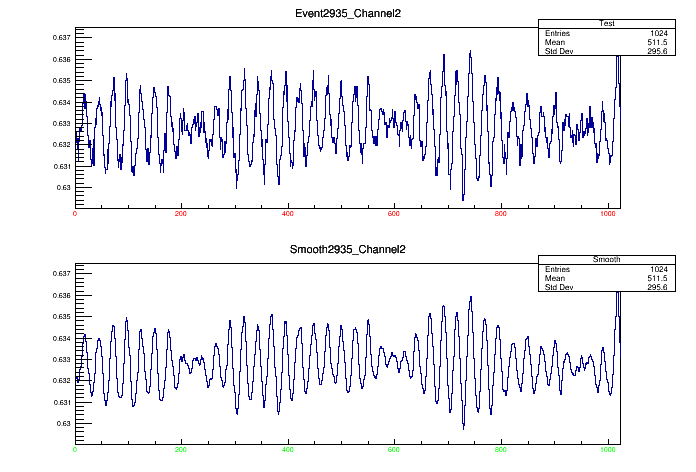 Event2935_Channel2
Test
Entries 1024
Mean 511.5
Std Dev 295.6
0.637
0.636
0.635
0.634
0.633
0.632
0.631
0.63
0 200 400 600 800 1000
Smooth2935_Channel2
Smooth
Entries 1024
Mean 511.5
Std Dev 295.6
0.637
0.636
0.635
0.634
0.633
0.632
0.631
0.63
0 200 400 600 800 1000